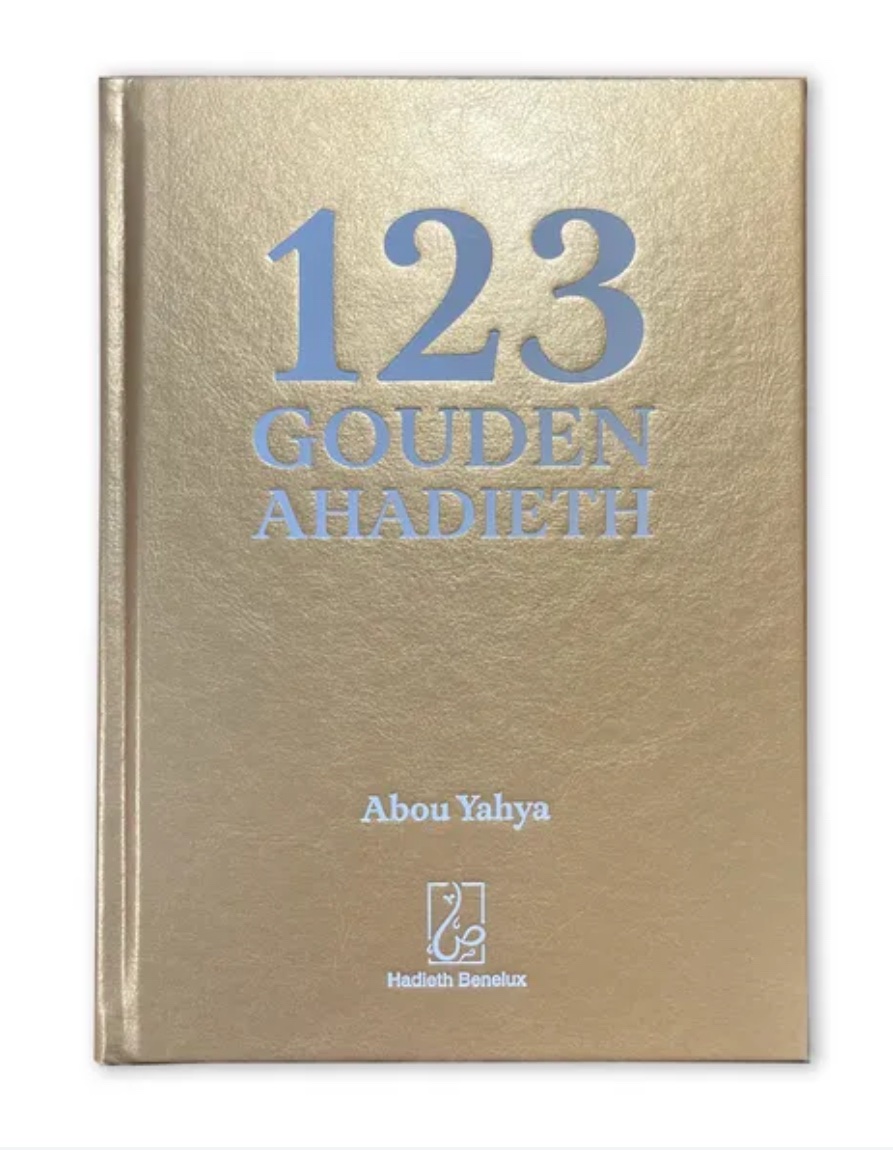 123
GOUDEN
AHADIETH
Abou Yahya
Hadieth Benelux